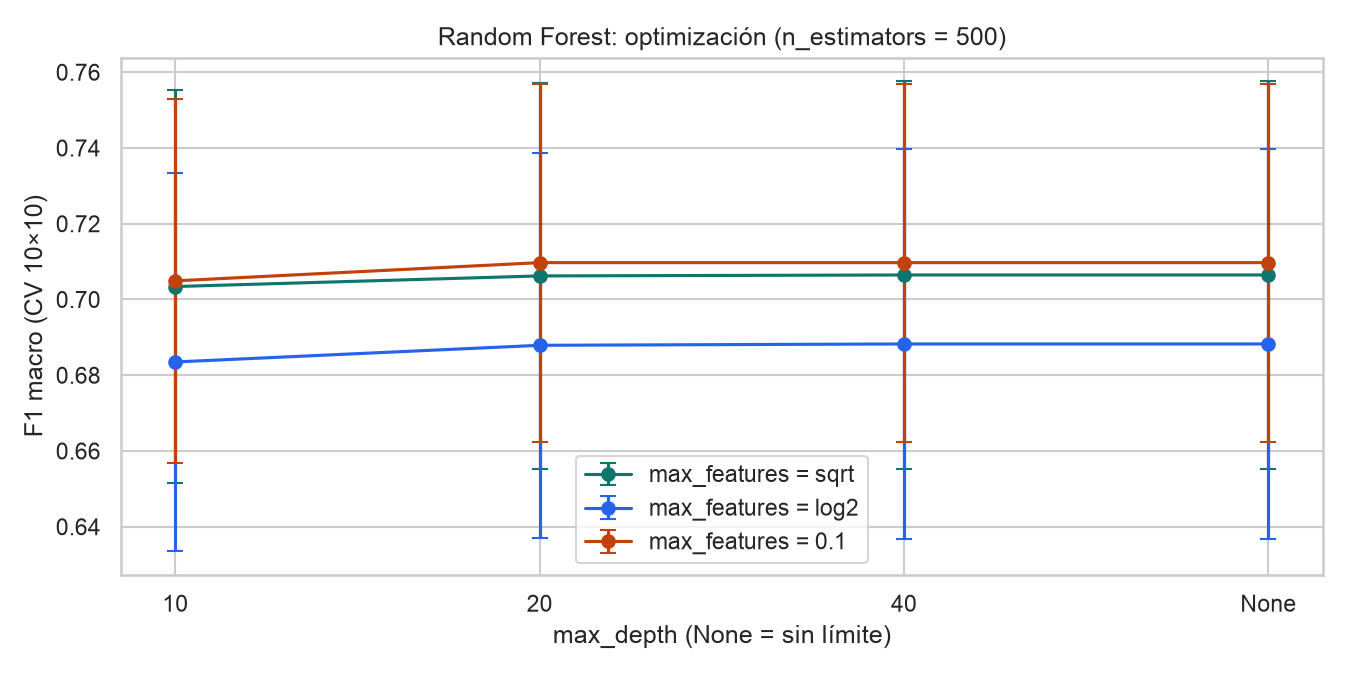 Random Forest: optimización (n_estimators = 500)
F1 macro (CV 10×10)
0.76
0.74
0.72
0.70
0.68
0.66
0.64
max_features = sqrt
max_features = log2
max_features = 0.1
10 20 40 None
max_depth (None = sin límite)